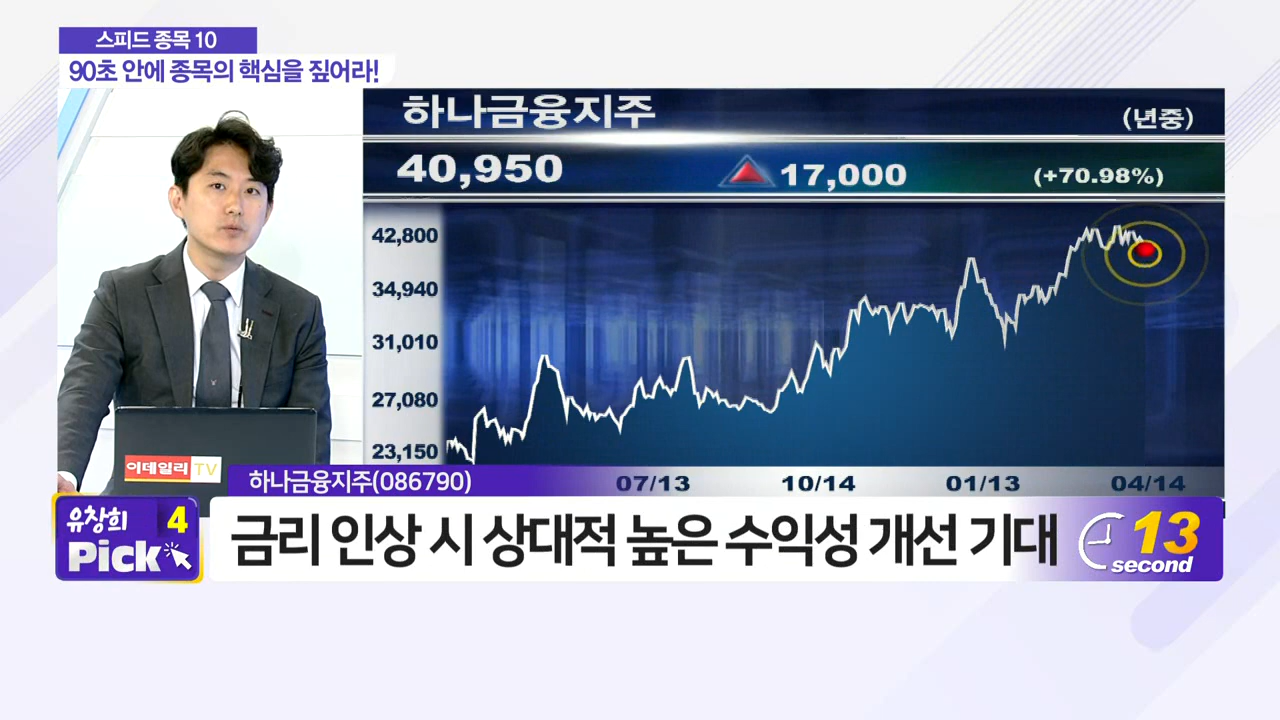 스피드 종목 10
90초 안에 종목의 핵심을 짚어라!
하나금융지주
(년중)
40,950
17,000
(+70.98%)
42,800
34,940
31,010
27,080
23,150
07/13
10/14
01/13
04/14
이데일리TV
하나금융지주(086790)
유창희
Pick
4
금리 인상 시 상대적 높은 수익성 개선 기대
13
second